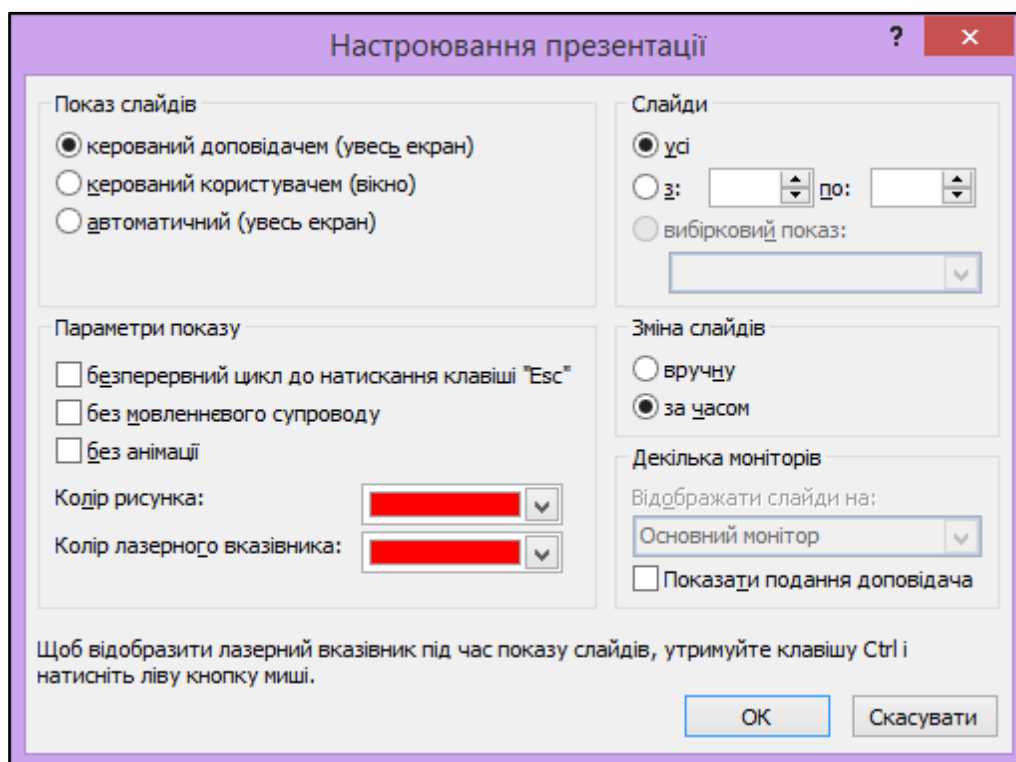 Настроювання презентації
?
Показ слайдів
керований доповідачем (увесь екран)
керований користувачем (вікно)
автоматичний (увесь екран)
Слайди
усі
з: по:
вибірковий показ:
Параметри показу
безперервний цикл до натискання клавіші "Esc"
без мовленнєвого супроводу
без анімації
Колір рисунка:
Колір лазерного вказівника:
Зміна слайдів
вручну
за часом
Декілька моніторів
Відображати слайди на:
Основний монітор
Показати подання доповідача
Щоб відобразити лазерний вказівник під час показу слайдів, утримуйте клавішу Ctrl і
натисніть ліву кнопку миші.
ОК
Скасувати